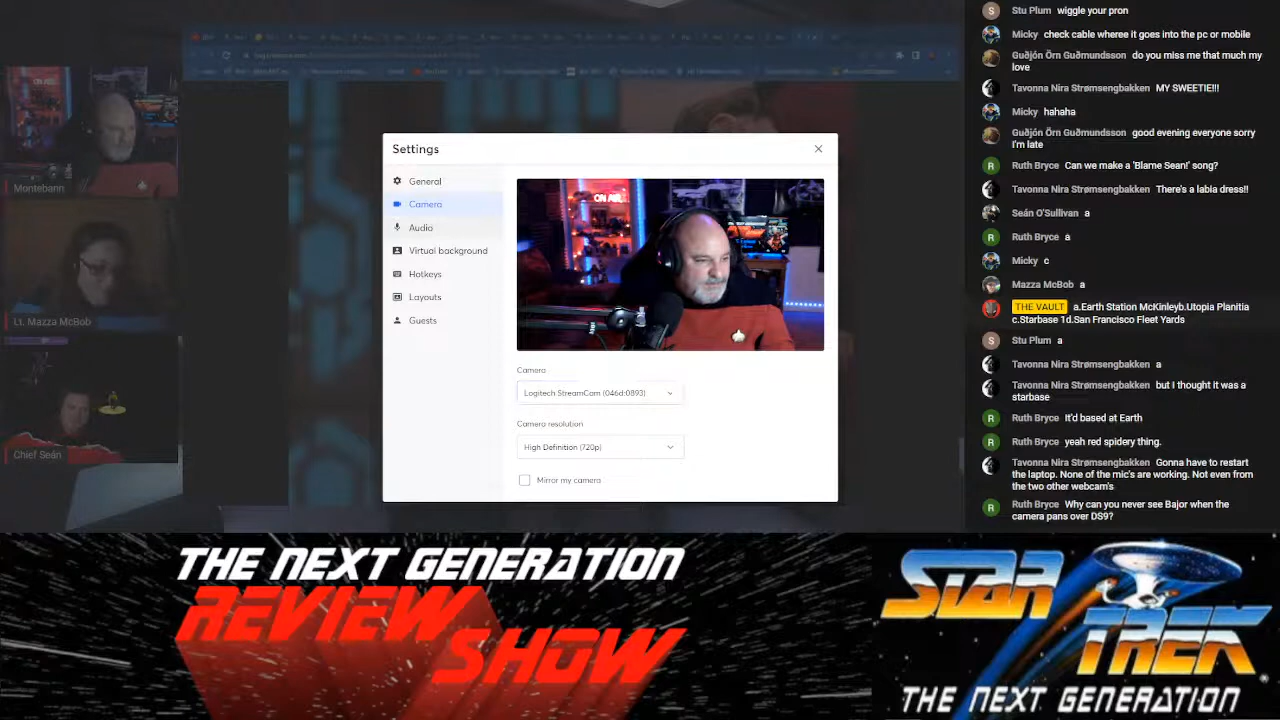 Stu Plum wiggle your pron
Micky check cable wheree it goes into the pc or mobile
Guðjón Örn Guðmundsson do you miss me that much my
love
Tavonna Nira Strømsengbakken MY SWEETIE!!!
Micky hahaha
Guðjón Örn Guðmundsson good evening everyone sorry
I'm late
R Ruth Bryce Can we make a 'Blame Sean!' song?
Tavonna Nira Strømsengbakken There's a labia dress!!
Seán O'Sullivan a
R Ruth Bryce a
Micky c
Mazza McBob a
THE VAULT a.Earth Station McKinleyb.Utopia Planitia
c.Starbase 1d.San Francisco Fleet Yards
S Stu Plum a
Tavonna Nira Strømsengbakken a
Tavonna Nira Strømsengbakken but I thought it was a
starbase
R Ruth Bryce It'd based at Earth
R Ruth Bryce yeah red spidery thing.
Tavonna Nira Strømsengbakken Gonna have to restart
the laptop. None of the mic's are working. Not even from
the two other webcam's
R Ruth Bryce Why can you never see Bajor when the
camera pans over DS9?
Montebann
Lt. Mazza McBob
Chief Seán
Settings
General
Camera
Audio
Virtual background
Hotkeys
Layouts
Guests
ON AIR
Camera
Logitech StreamCam (046d:0893)
Camera resolution
High Definition (720p)
Mirror my camera
THE NEXT GENERATION
REVIEW
SHOW
STAR
TREK
THE NEXT GENERATION